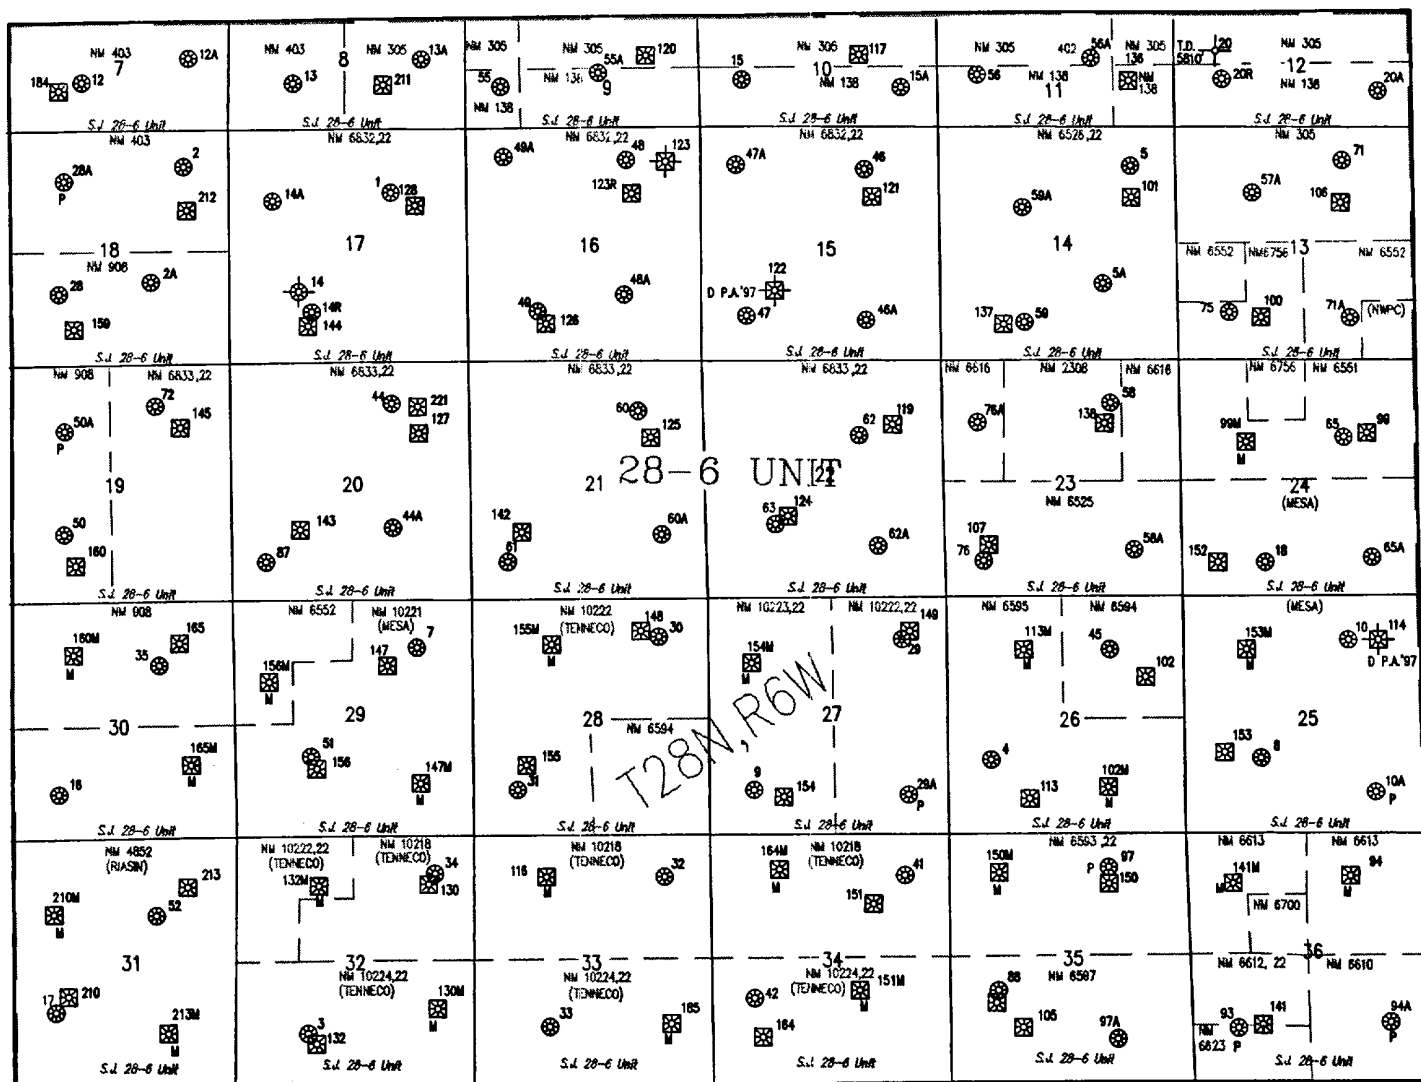 NM 403
7
12A
12
184
S.J. 28-6 Unit
NM 403
8
NM 305
13A
13
211
S.J. 28-6 Unit
NM 305
NM 305
120
55A
55
NM 138
NM 138
9
S.J. 28-6 Unit
NM 305
117
15
10
NM 138
15A
S.J. 28-6 Unit
NM 305
402
56A
NM 305
136
56
NM 138
NM 138
11
S.J. 28-6 Unit
T.D. 5810
20
NM 305
12
20R
NM 138
20A
S.J. 28-6 Unit
NM 403
2
28A
P
212
18
NM 906
2A
28
159
S.J. 28-6 Unit
NM 6832,22
1
128
14A
17
14
14R
144
S.J. 28-6 Unit
NM 6832,22
49A
48
123
123R
16
48A
49
126
S.J. 28-6 Unit
NM 6832,22
47A
46
121
15
122
D P.A.'97
47
46A
S.J. 28-6 Unit
NM 6526,22
5
101
59A
14
5A
137
59
S.J. 28-6 Unit
NM 305
71
57A
106
NM 6552
NM6756
13
NM 6552
75
100
71A
(NWPC)
S.J. 28-6 Unit
NM 908
NM 6833,22
72
145
50A
P
19
50
160
S.J. 28-6 Unit
NM 6833,22
44
221
127
20
143
44A
87
S.J. 28-6 Unit
NM 6833,22
60
125
21
142
60A
61
S.J. 28-6 Unit
28-6 UNIT
NM 6833,22
62
119
22
124
63
62A
S.J. 28-6 Unit
NM 6616
NM 2308
NM 6616
58
76A
138
23
NM 6525
107
76
58A
S.J. 28-6 Unit
NM 6756
NM 6551
99M
M
65
99
24
(MESA)
152
18
65A
S.J. 28-6 Unit
NM 908
160M
M
165
35
30
165M
M
16
S.J. 28-6 Unit
NM 6552
NM 10221
(MESA)
7
147
156M
M
29
51
156
147M
M
S.J. 28-6 Unit
NM 10222
(TENNECO)
148
30
155M
M
28
NM 6594
155
31
S.J. 28-6 Unit
T28N,R6W
NM 10223,22
NM 10222,22
149
29
154M
M
27
9
154
29A
P
S.J. 28-6 Unit
NM 6595
NM 6594
113M
M
45
102
26
4
113
102M
M
S.J. 28-6 Unit
(MESA)
153M
M
10
114
D P.A.'97
25
153
8
10A
P
S.J. 28-6 Unit
NM 4852
(RIASIN)
213
210M
M
52
31
210
17
213M
M
S.J. 28-6 Unit
NM 10222,22
(TENNECO)
NM 10218
(TENNECO)
34
132M
M
130
32
NM 10224,22
(TENNECO)
130M
M
3
132
S.J. 28-6 Unit
NM 10218
(TENNECO)
116
M
32
33
NM 10224,22
(TENNECO)
33
185
M
S.J. 28-6 Unit
NM 10218
(TENNECO)
164M
M
41
151
34
NM 10224,22
(TENNECO)
151M
M
42
164
S.J. 28-6 Unit
NM 6593,22
150M
M
97
P
150
35
NM 6597
88
105
97A
S.J. 28-6 Unit
NM 6613
NM 6613
141M
M
94
M
NM 6700
36
NM 6612, 22
NM 6610
93
P
141
94A
P
NM 6623
S.J. 28-6 Unit